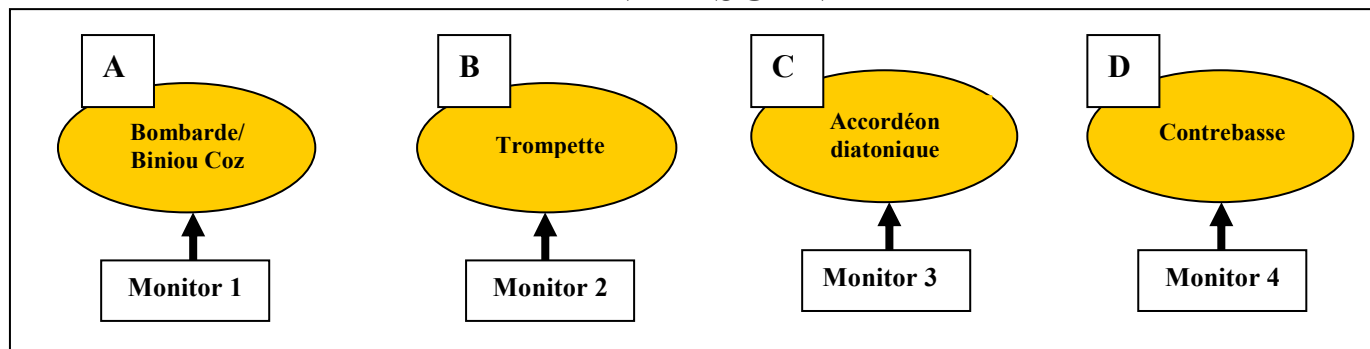 A
Bombarde/
Biniou Coz
Monitor 1
B
Trompette
Monitor 2
C
Accordéon
diatonique
Monitor 3
D
Contrebasse
Monitor 4